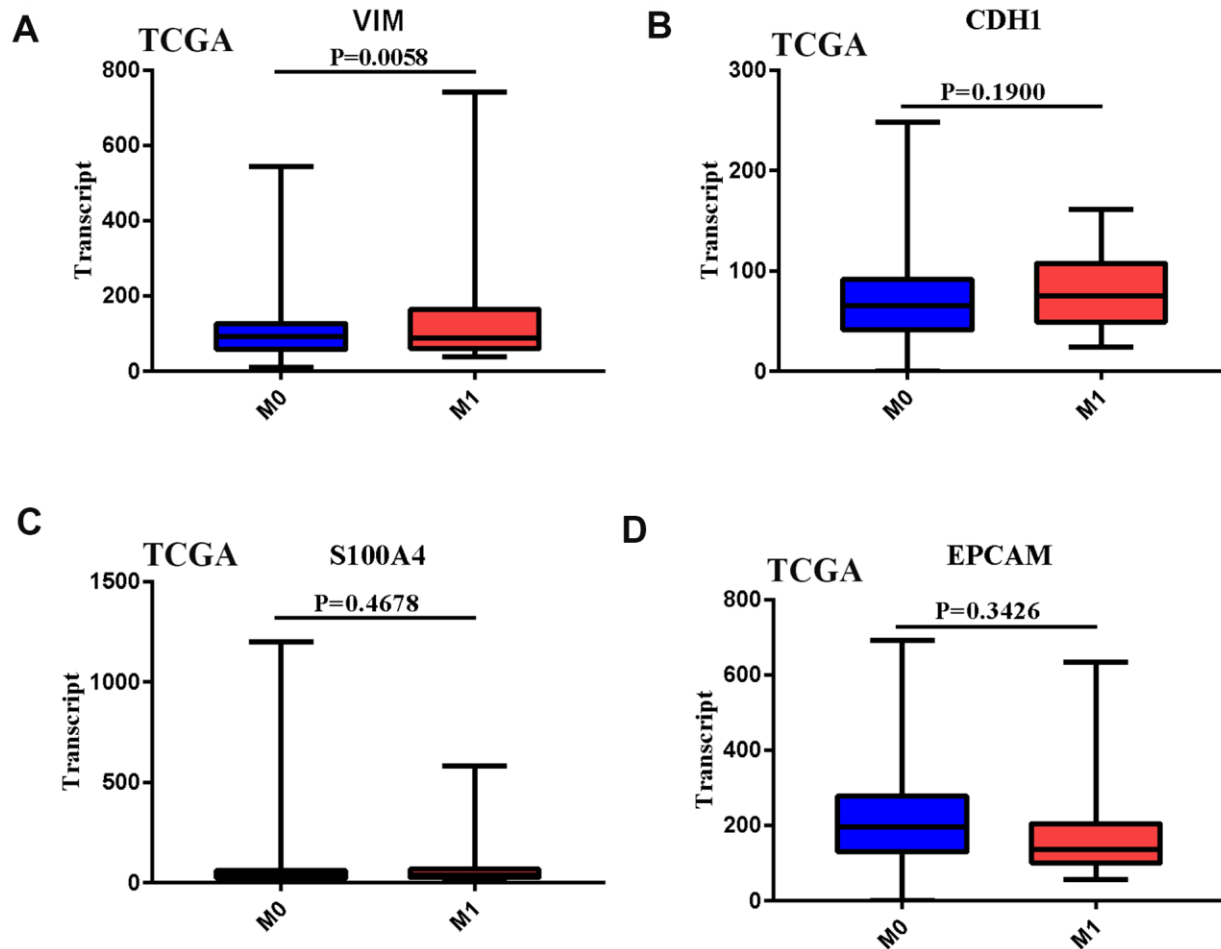 A
VIM
TCGA
P=0.0058
Transcript
800
600
400
200
0
M0
M1
B
CDH1
TCGA
P=0.1900
Transcript
300
200
100
0
M0
M1
C
TCGA
S100A4
P=0.4678
Transcript
1500
1000
500
0
M0
M1
D
EPCAM
TCGA
P=0.3426
Transcript
800
600
400
200
0
M0
M1